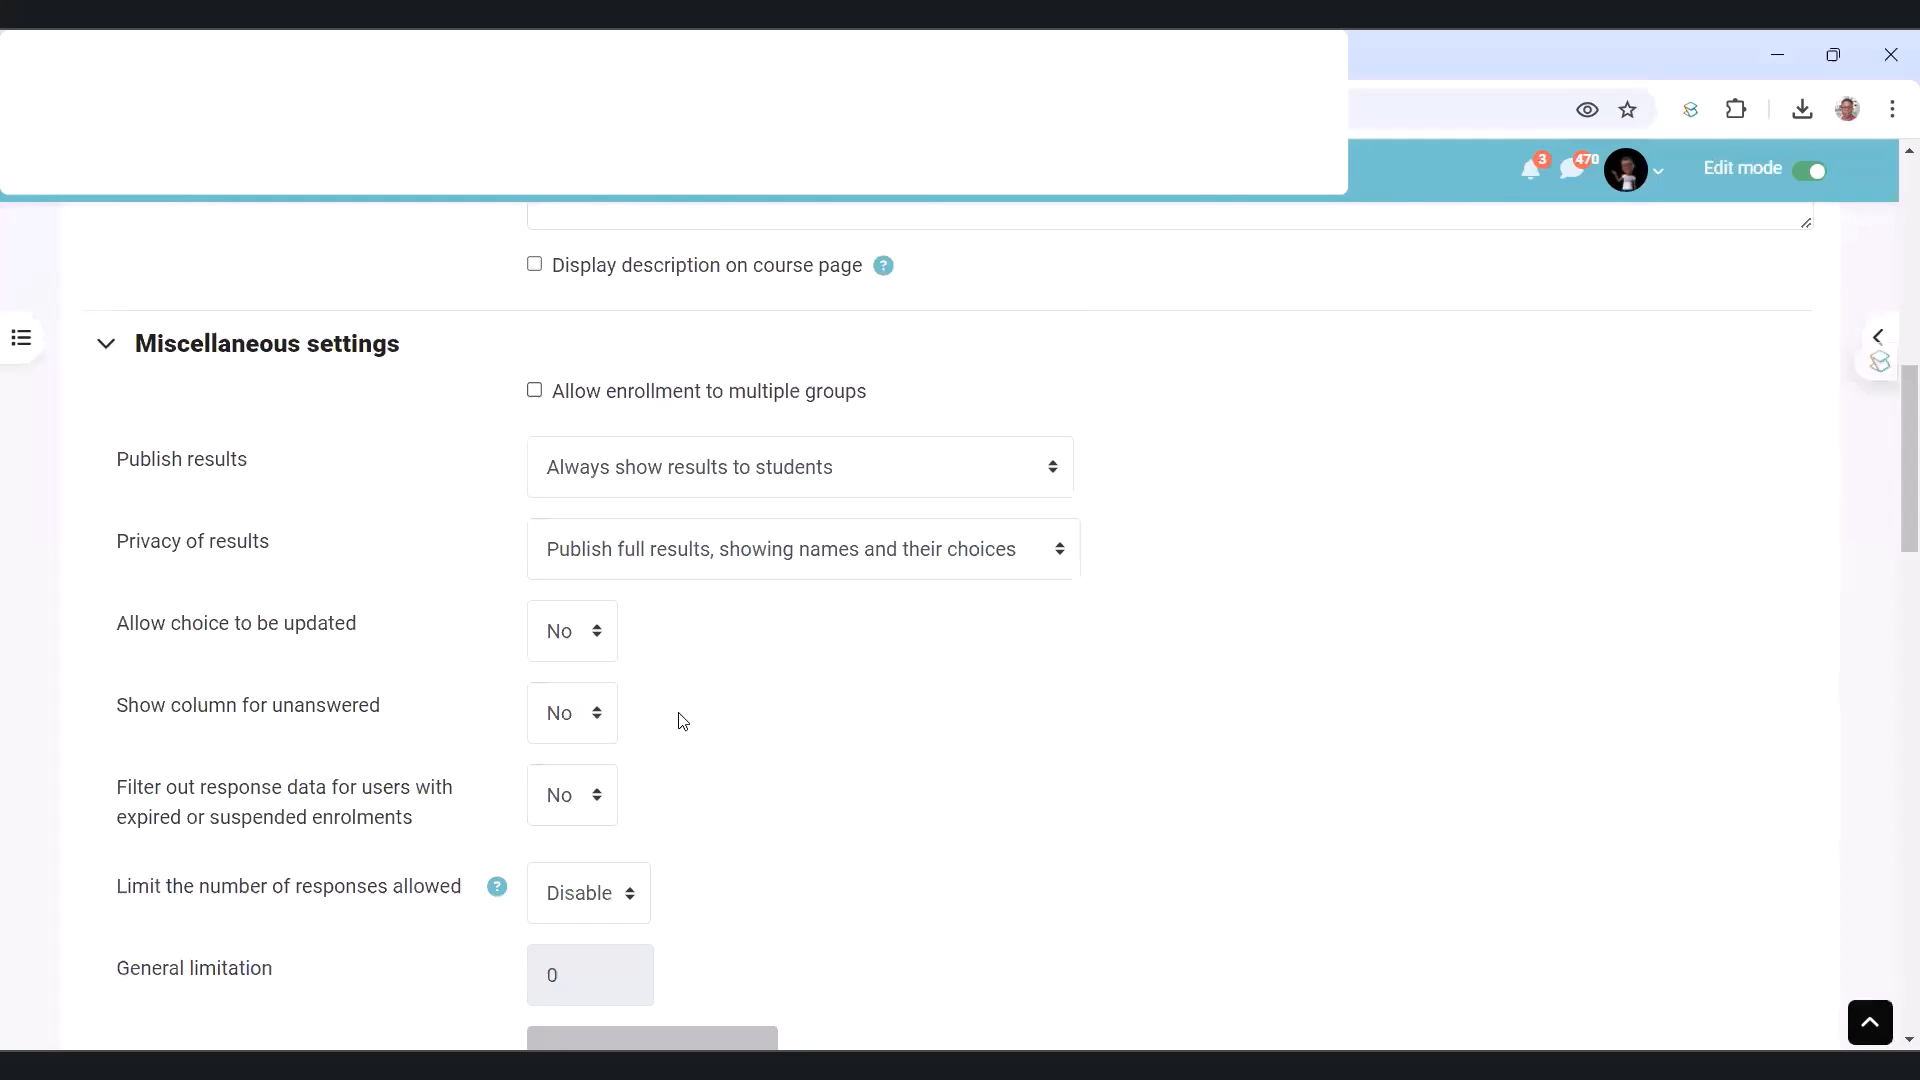 3
470
Edit mode
Display description on course page ?
Miscellaneous settings
Allow enrollment to multiple groups
Publish results
Always show results to students
Privacy of results
Publish full results, showing names and their choices
Allow choice to be updated
No
Show column for unanswered
No
Filter out response data for users with
expired or suspended enrolments
No
Limit the number of responses allowed ?
Disable
General limitation
0